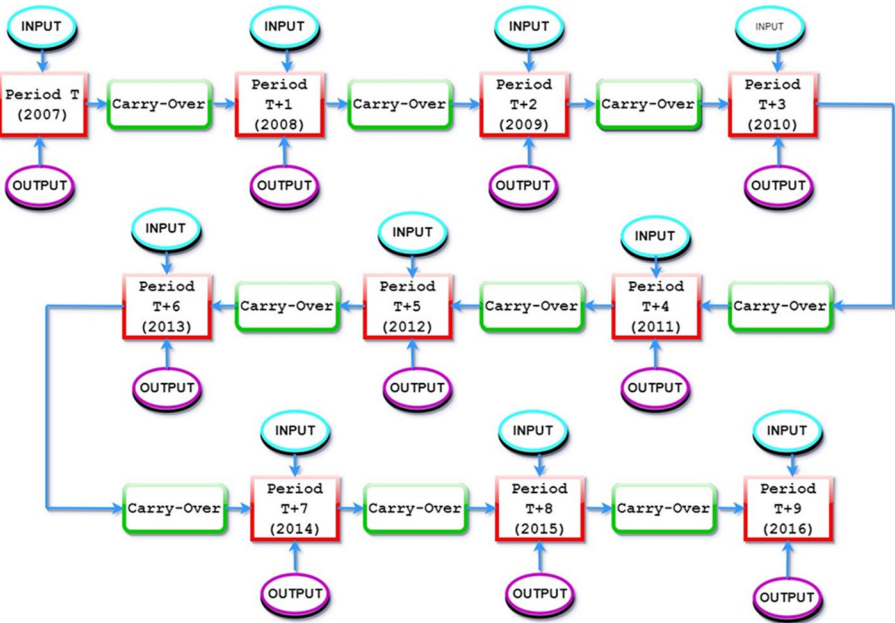 INPUT INPUT INPUT INPUT
Period T
(2007)
Carry-Over
Period
T+1
(2008)
Carry-Over
Period
T+2
(2009)
Carry-Over
Period
T+3
(2010)
OUTPUT OUTPUT OUTPUT OUTPUT
INPUT INPUT INPUT
Period
T+6
(2013)
Carry-Over
Period
T+5
(2012)
Carry-Over
Period
T+4
(2011)
Carry-Over
OUTPUT OUTPUT OUTPUT
INPUT INPUT INPUT
Carry-Over
Period
T+7
(2014)
Carry-Over
Period
T+8
(2015)
Carry-Over
Period
T+9
(2016)
OUTPUT OUTPUT OUTPUT